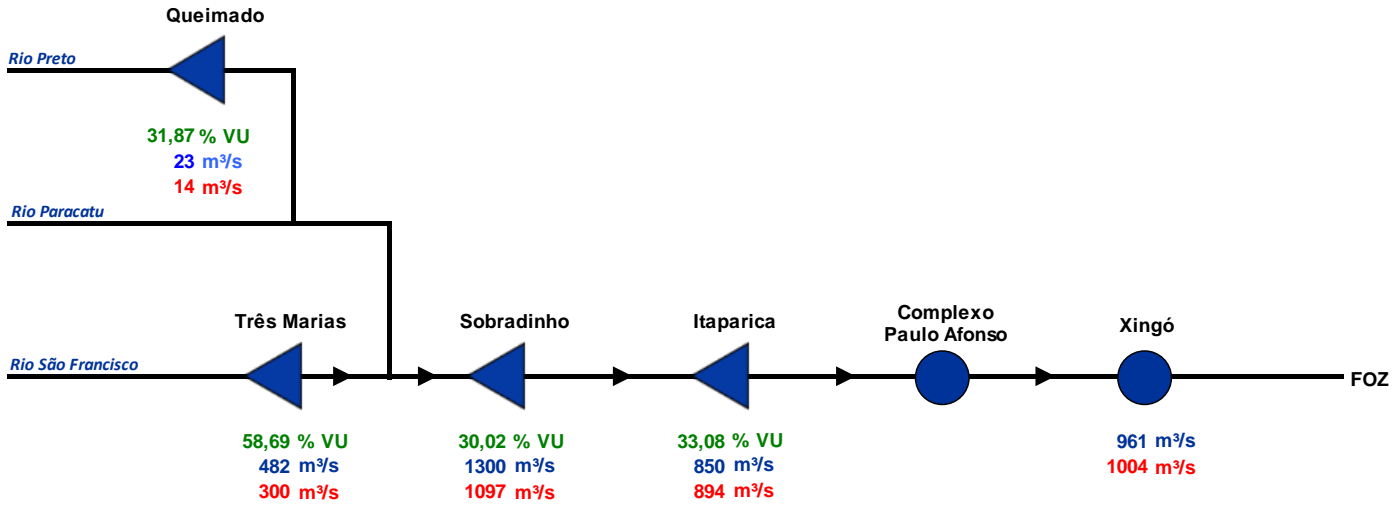 Queimado
Rio Preto
31,87 % VU
23 m³/s
14 m³/s
Rio Paracatu
Três Marias
Sobradinho
Itaparica
Complexo
Paulo Afonso
Xingó
Rio São Francisco
FOZ
58,69 % VU
482 m³/s
300 m³/s
30,02 % VU
1300 m³/s
1097 m³/s
33,08 % VU
850 m³/s
894 m³/s
961 m³/s
1004 m³/s